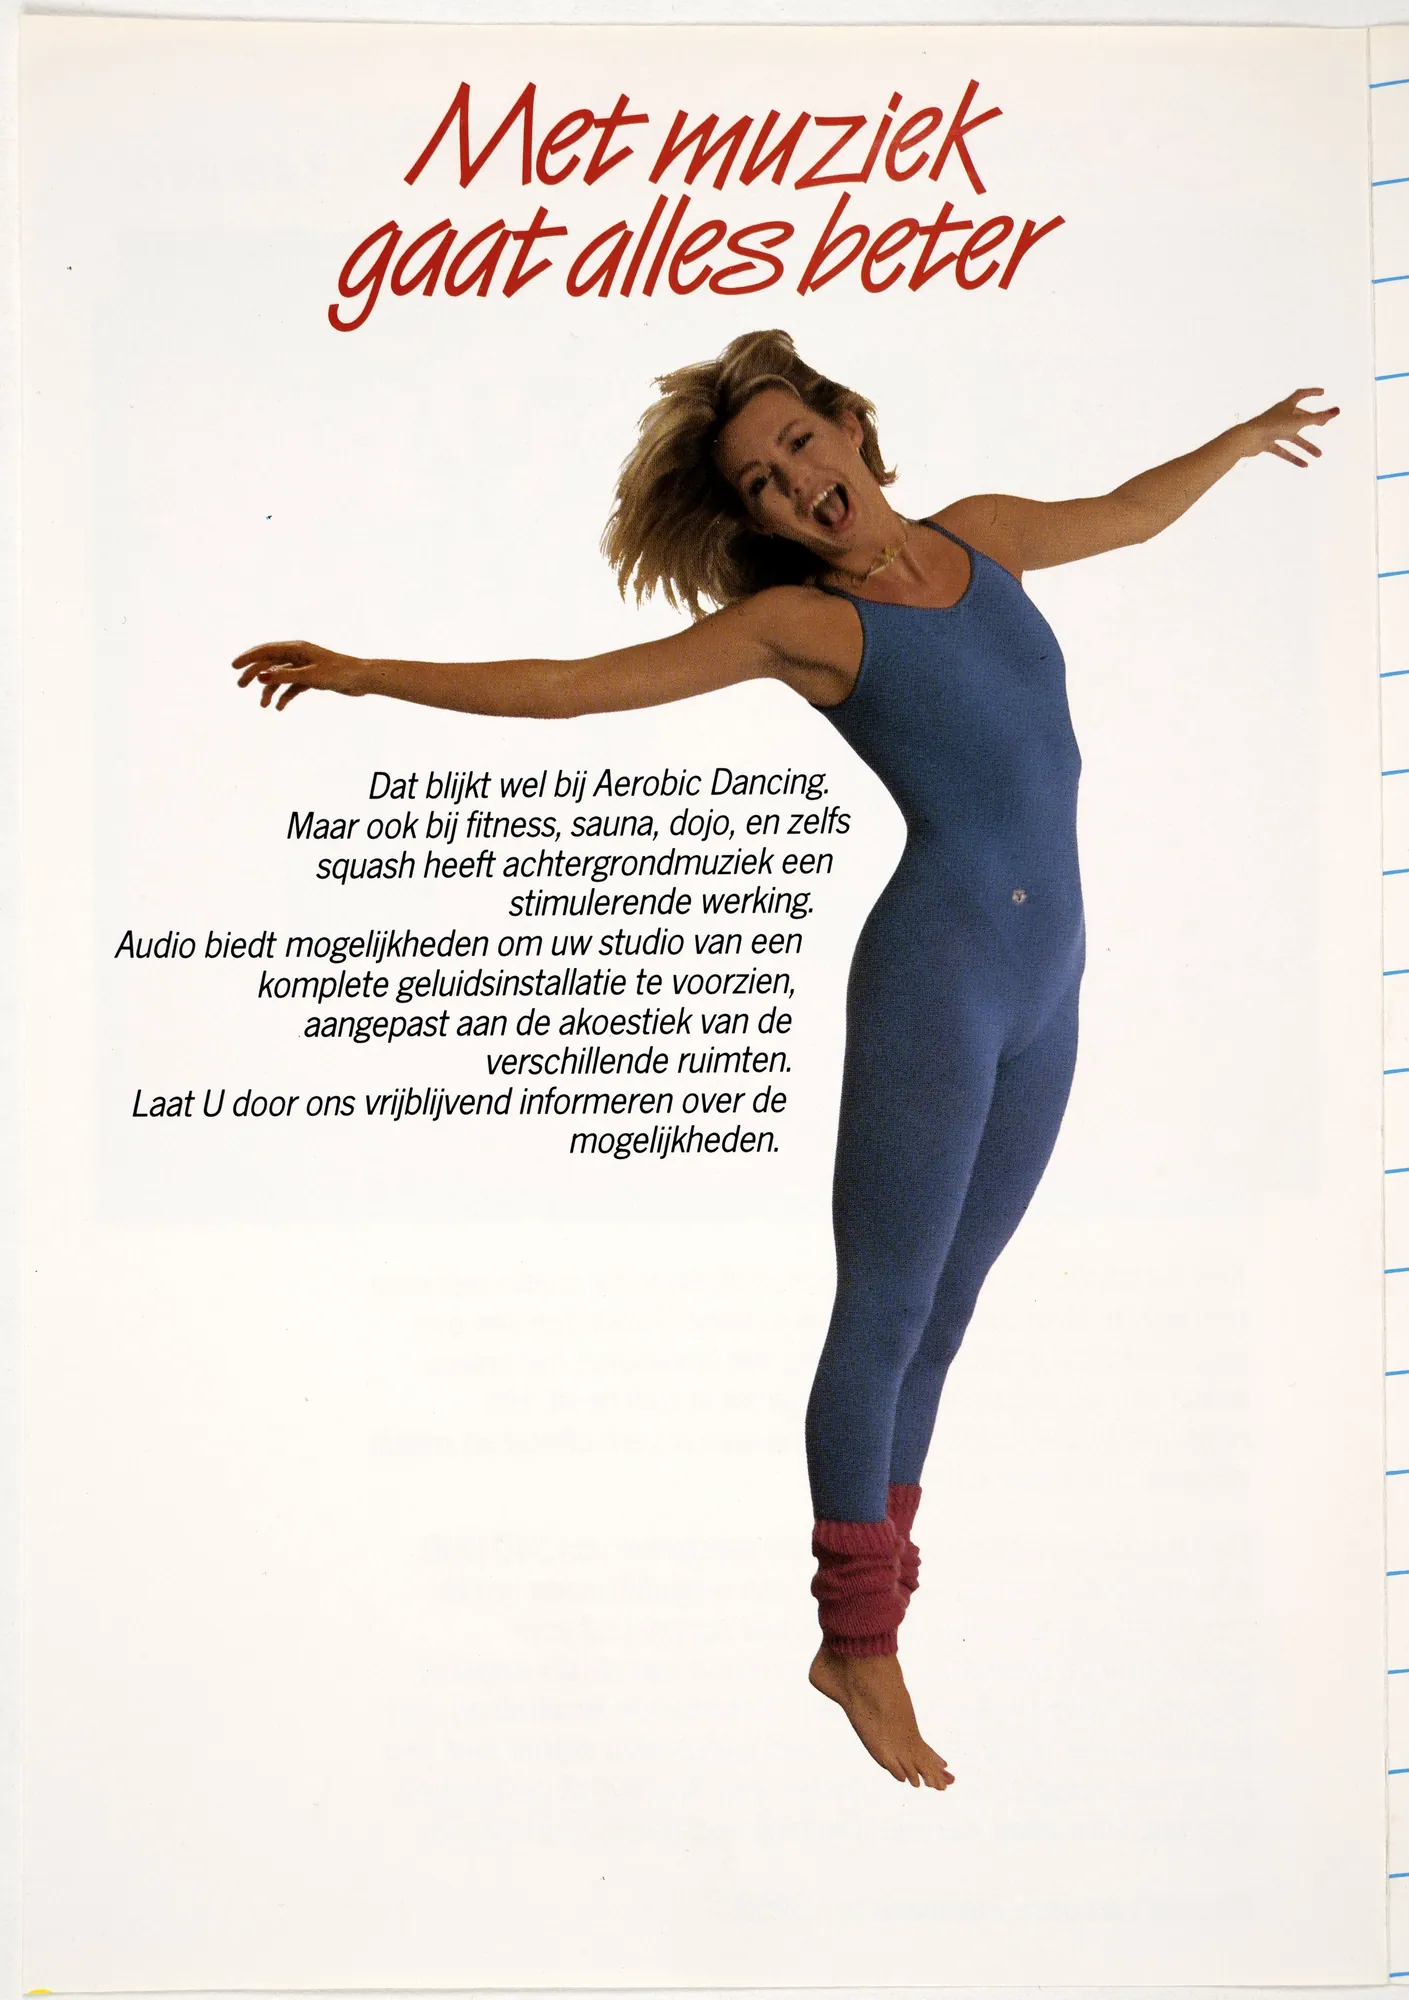 Met muziek
gaat alles beter
Dat blijkt wel bij Aerobic Dancing.
Maar ook bij fitness, sauna, dojo, en zelfs
squash heeft achtergrondmuziek een
stimulerende werking.
Audio biedt mogelijkheden om uw studio van een
komplete geluidsinstallatie te voorzien,
aangepast aan de akoestiek van de
verschillende ruimten.
Laat U door ons vrijblijvend informeren over de
mogelijkheden.